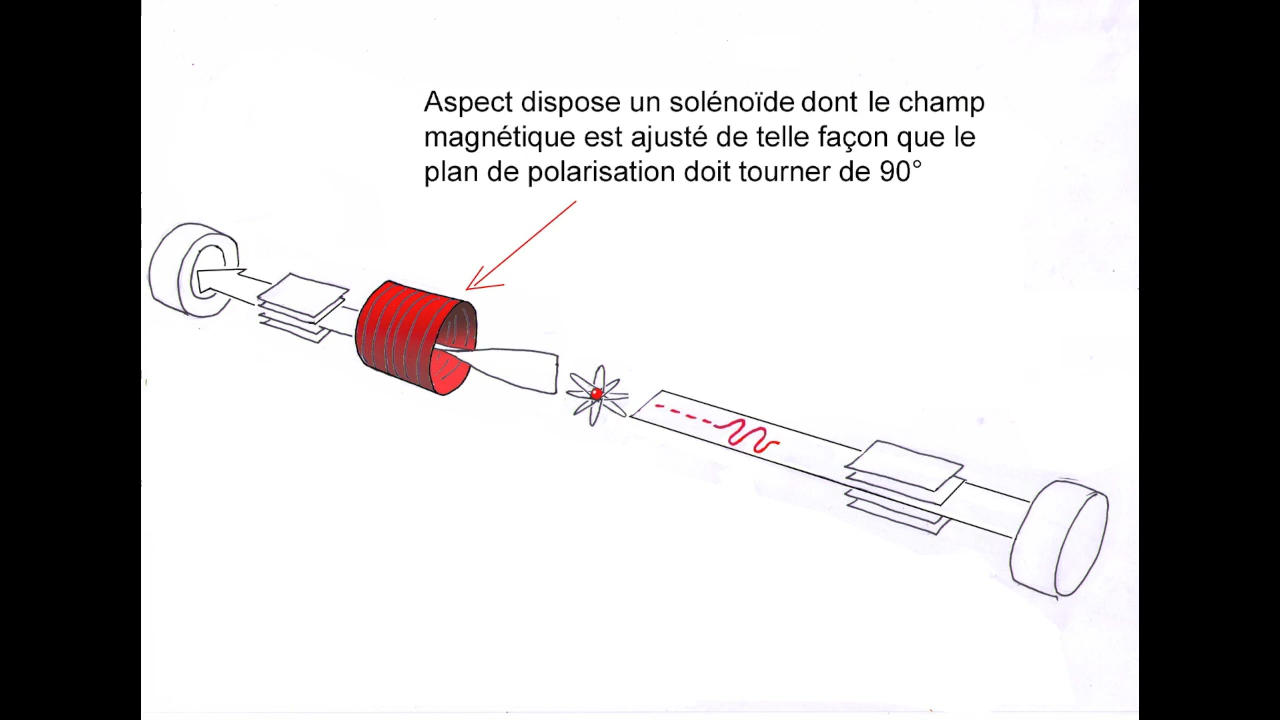 Aspect dispose un solénoïde dont le champ
magnétique est ajusté de telle façon que le
plan de polarisation doit tourner de 90°